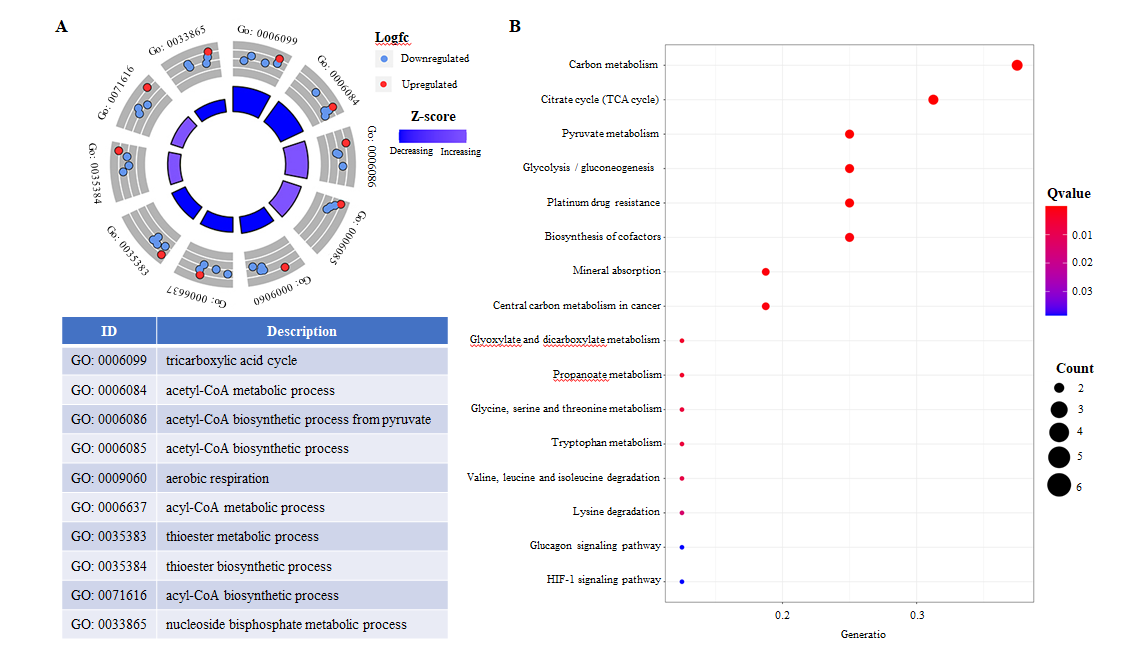 A
Go: 0033865
Go: 0006099
Go: 0006084
Go: 0006086
Go: 0006085
Go: 0009060
Go: 0006637
Go: 0035383
Go: 0035384
Go: 0071616
Logfc
Downregulated
Upregulated
Z-score
Decreasing Increasing
ID Description
GO: 0006099 tricarboxylic acid cycle
GO: 0006084 acetyl-CoA metabolic process
GO: 0006086 acetyl-CoA biosynthetic process from pyruvate
GO: 0006085 acetyl-CoA biosynthetic process
GO: 0009060 aerobic respiration
GO: 0006637 acyl-CoA metabolic process
GO: 0035383 thioester metabolic process
GO: 0035384 thioester biosynthetic process
GO: 0071616 acyl-CoA biosynthetic process
GO: 0033865 nucleoside bisphosphate metabolic process
B
Carbon metabolism
Citrate cycle (TCA cycle)
Pyruvate metabolism
Glycolysis / gluconeogenesis
Platinum drug resistance
Biosynthesis of cofactors
Mineral absorption
Central carbon metabolism in cancer
Glyoxylate and dicarboxylate metabolism
Propanoate metabolism
Glycine, serine and threonine metabolism
Tryptophan metabolism
Valine, leucine and isoleucine degradation
Lysine degradation
Glucagon signaling pathway
HIF-1 signaling pathway
0.2 0.3
Generatio
Qvalue
0.01
0.02
0.03
Count
2
3
4
5
6